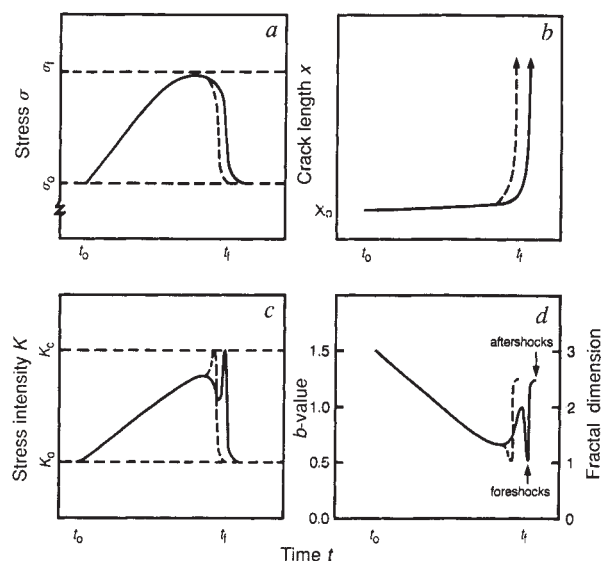 a
Stress σ
σf
σo
to
tf
b
Crack length x
xo
to
tf
c
Stress intensity K
Kc
Ko
to
tf
d
b-value
1.5
1.0
0.5
0.0
aftershocks
foreshocks
3
2
1
0
Fractal dimension
to
tf
Time t